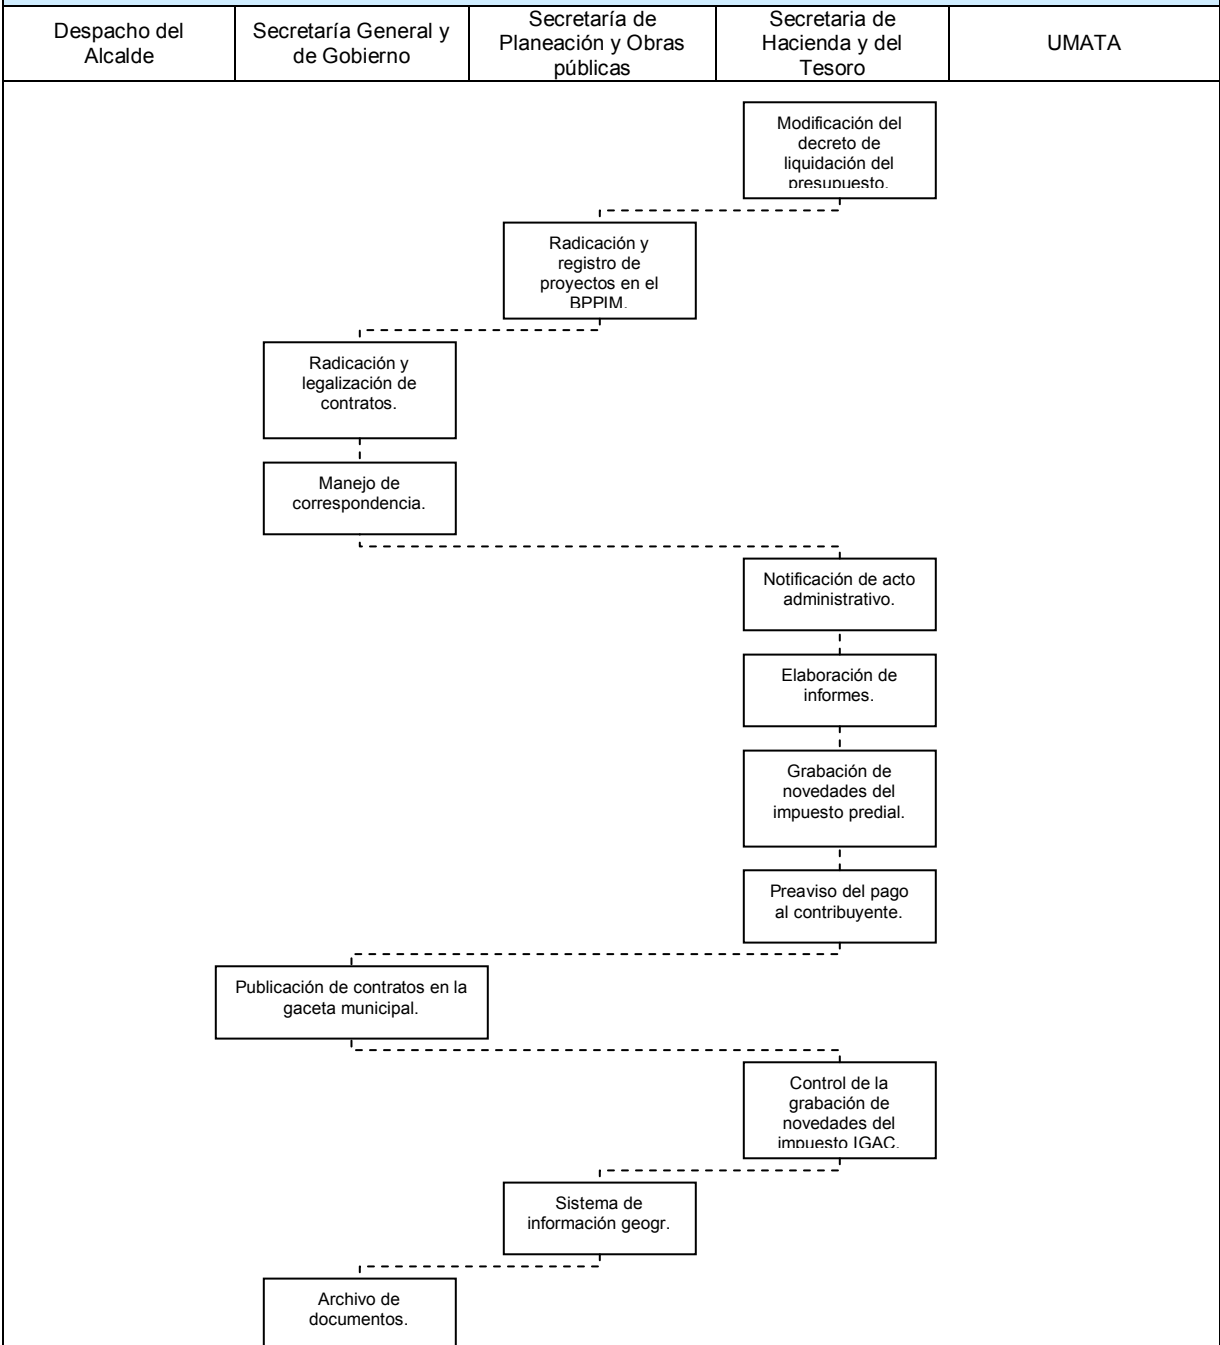 Despacho del
Alcalde
Secretaría General y
de Gobierno
Secretaría de
Planeación y Obras
públicas
Secretaria de
Hacienda y del
Tesoro
UMATA
Modificación del
decreto de
liquidación del
presupuesto.
Radicación y
registro de
proyectos en el
BPPIM.
Radicación y
legalización de
contratos.
Manejo de
correspondencia.
Notificación de acto
administrativo.
Elaboración de
informes.
Grabación de
novedades del
impuesto predial.
Preaviso del pago
al contribuyente.
Publicación de contratos en la
gaceta municipal.
Control de la
grabación de
novedades del
impuesto IGAC.
Sistema de
información geogr.
Archivo de
documentos.